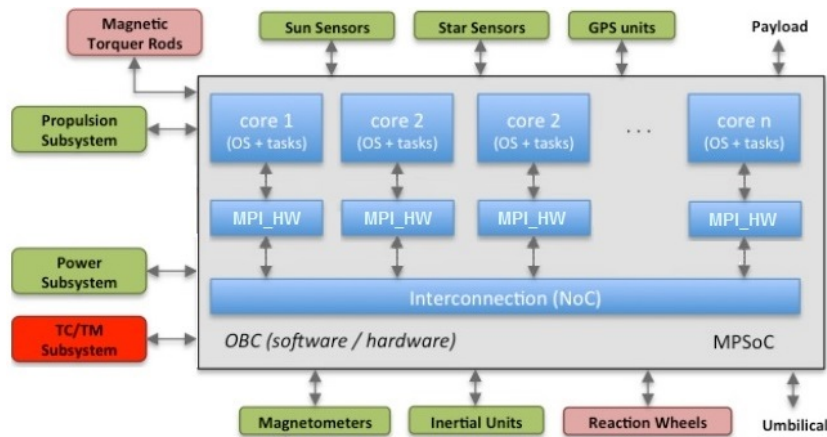 Magnetic
Torquer Rods
Sun Sensors
Star Sensors
GPS units
Payload
Propulsion
Subsystem
core 1
(OS + tasks)
core 2
(OS + tasks)
core 2
(OS + tasks)
. . .
core n
(OS + tasks)
MPI_HW
MPI_HW
MPI_HW
MPI_HW
Power
Subsystem
Interconnection (NoC)
TC/TM
Subsystem
OBC (software / hardware)
MPSoC
Magnetometers
Inertial Units
Reaction Wheels
Umbilical